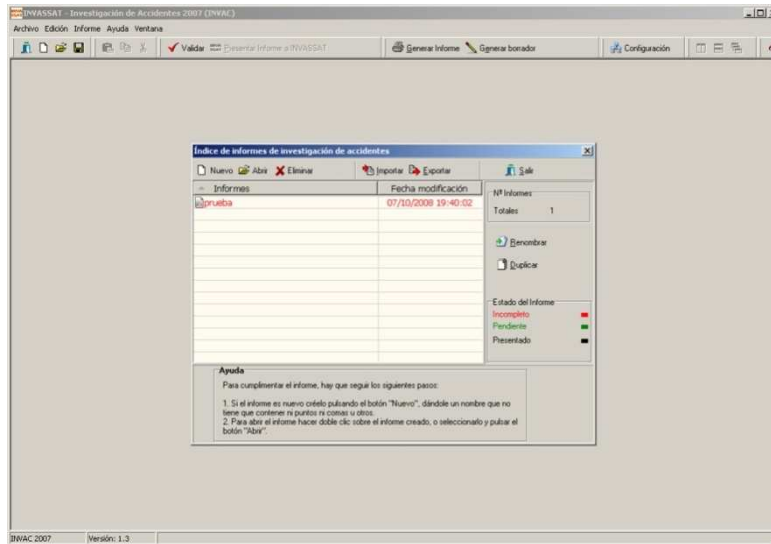 INVASSAT - Investigación de Accidentes 2007 (INVAC)
Archivo Edición Informe Ayuda Ventana
Validar Presentar Informe a INVASSAT Generar Informe Generar borrador Configuración
Índice de informes de investigación de accidentes
Nuevo Abrir Eliminar Importar Exportar Salir
Informes Fecha modificación
prueba 07/10/2008 19:40:02
Nº Informes
Totales 1
Renombrar
Duplicar
Estado del Informe
Incompleto
Pendiente
Presentado
Ayuda
Para cumplimentar el informe, hay que seguir los siguientes pasos:
1. Si el informe es nuevo créelo pulsando el botón "Nuevo", dándole un nombre que no
tiene que contener ni puntos ni comas u otros.
2. Para abrir el informe hacer doble clic sobre el informe creado, o seleccionarlo y pulsar el
botón "Abrir".
INVAC 2007 Versión: 1.3